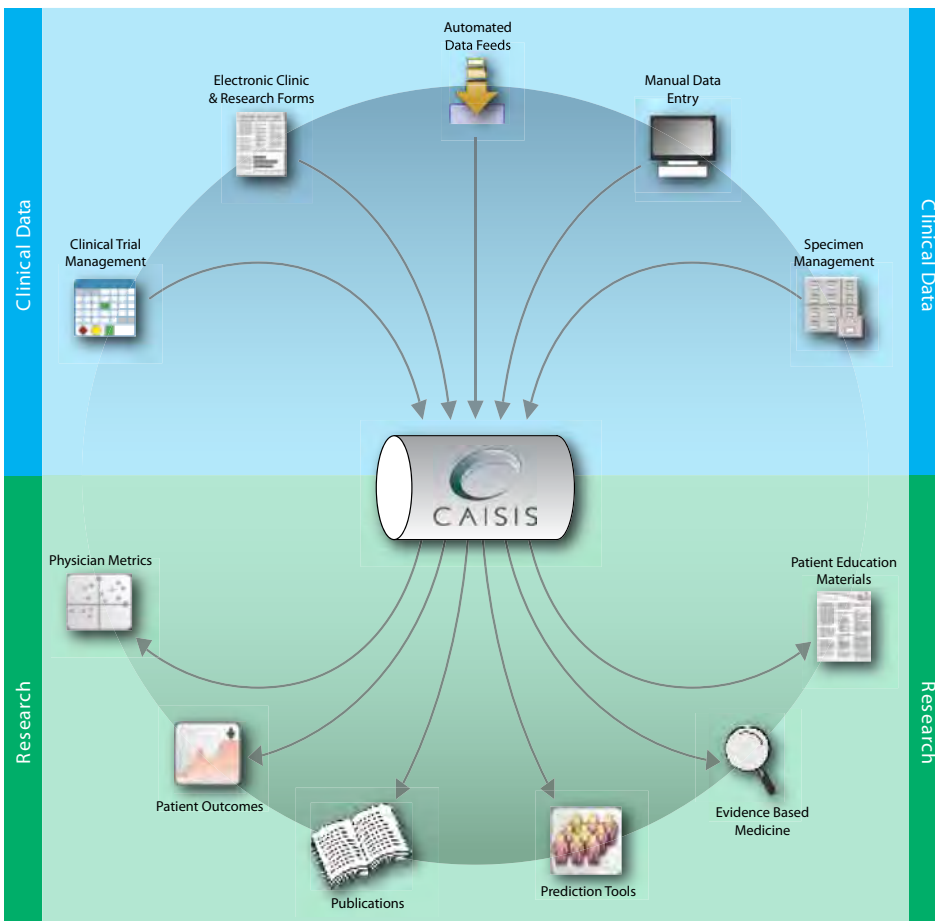 Automated
Data Feeds
Electronic Clinic
& Research Forms
Manual Data
Entry
Clinical Trial
Management
Specimen
Management
Clinical Data
Clinical Data
CAISIS
Physician Metrics
Patient Education
Materials
Research
Research
Patient Outcomes
Evidence Based
Medicine
Publications
Prediction Tools